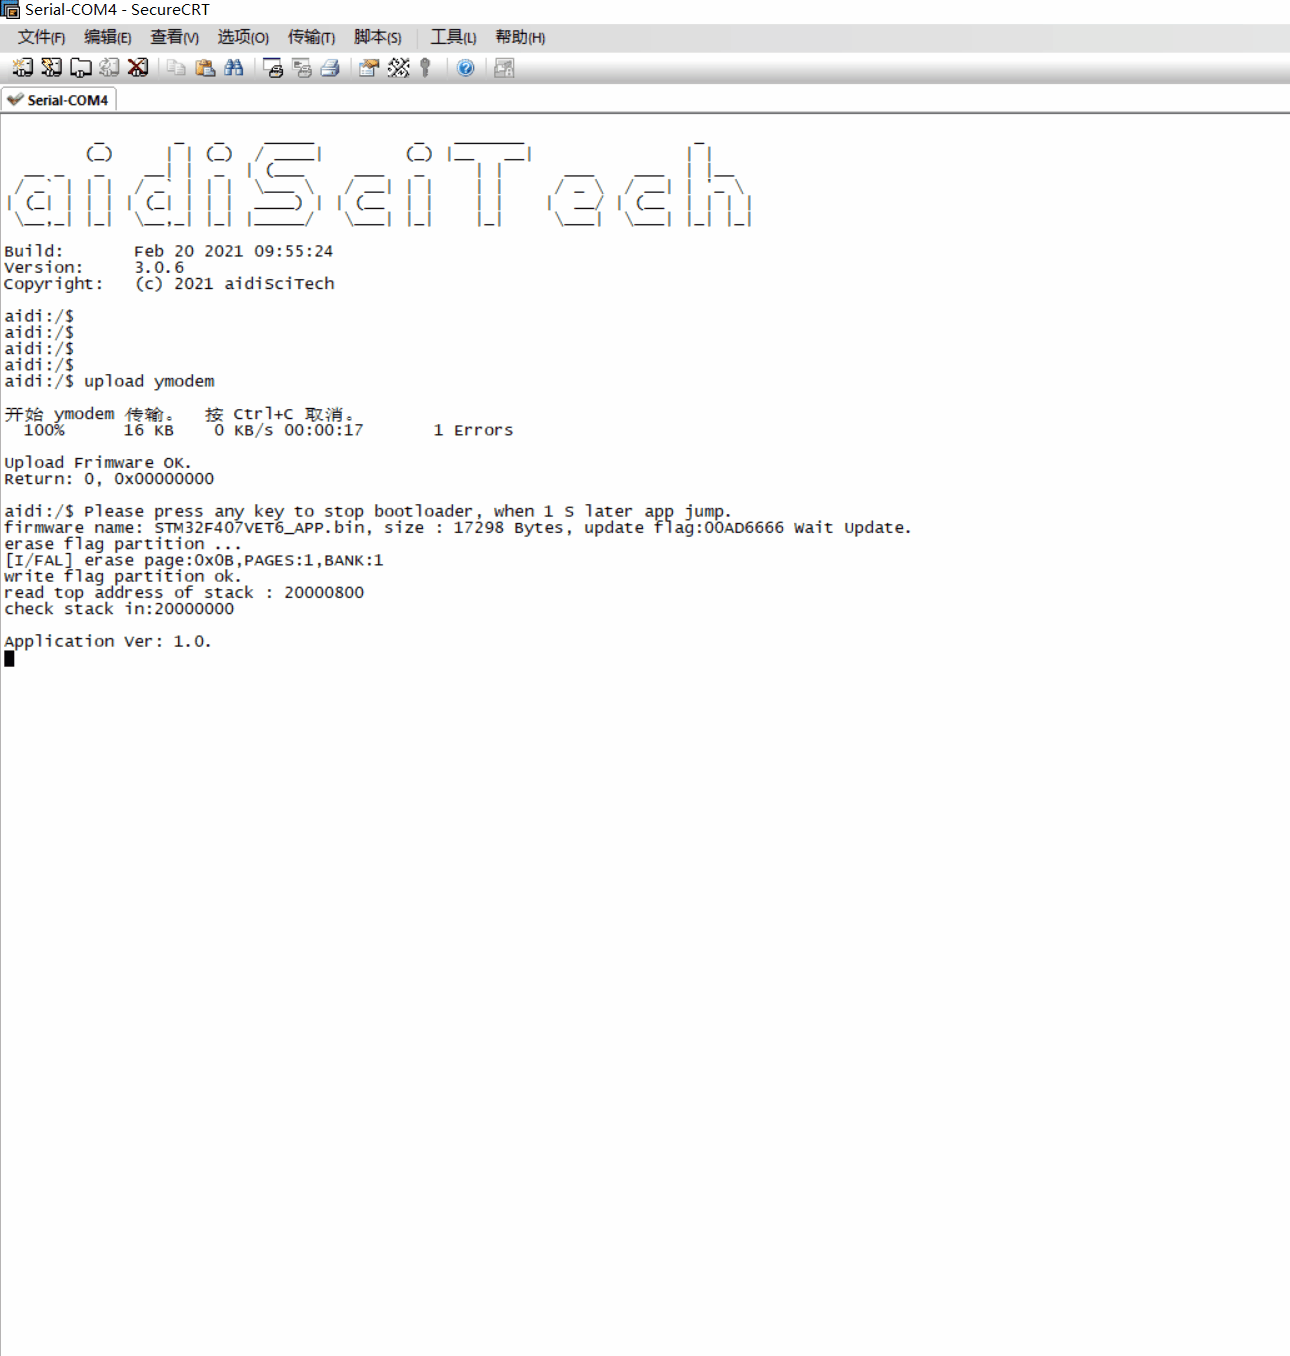 Serial-COM4 - SecureCRT
文件(F) 编辑(E) 查看(V) 选项(O) 传输(T) 脚本(S) 工具(L) 帮助(H)
Serial-COM4
aidiSciTech
Build: Feb 20 2021 09:55:24
Version: 3.0.6
Copyright: (c) 2021 aidiSciTech
aidi:/$
aidi:/$
aidi:/$
aidi:/$
aidi:/$ upload ymodem
开始 ymodem 传输。 按 Ctrl+C 取消。
100% 16 KB 0 KB/s 00:00:17 1 Errors
Upload Frimware OK.
Return: 0, 0x00000000
aidi:/$ Please press any key to stop bootloader, when 1 S later app jump.
firmware name: STM32F407VET6_APP.bin, size : 17298 Bytes, update flag:00AD6666 Wait Update.
erase flag partition ...
[I/FAL] erase page:0x0B,PAGES:1,BANK:1
write flag partition ok.
read top address of stack : 20000800
check stack in:20000000
Application Ver: 1.0.